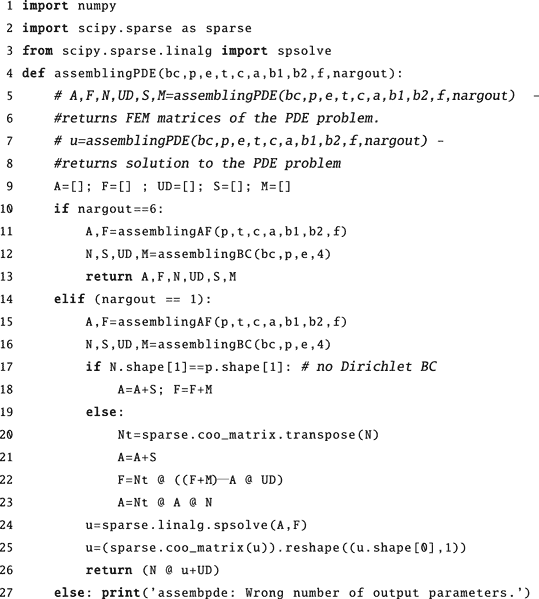 1 import numpy
2 import scipy.sparse as sparse
3 from scipy.sparse.linalg import spsolve
4 def assemblingPDE(bc,p,e,t,c,a,b1,b2,f,nargout):
5 # A,F,N,UD,S,M=assemblingPDE(bc,p,e,t,c,a,b1,b2,f,nargout) –
6 #returns FEM matrices of the PDE problem.
7 # u=assemblingPDE(bc,p,e,t,c,a,b1,b2,f,nargout) –
8 #returns solution to the PDE problem
9 A=[]; F=[] ; UD=[]; S=[]; M=[]
10 if nargout==6:
11 A,F=assemblingAF(p,t,c,a,b1,b2,f)
12 N,S,UD,M=assemblingBC(bc,p,e,4)
13 return A,F,N,UD,S,M
14 elif (nargout == 1):
15 A,F=assemblingAF(p,t,c,a,b1,b2,f)
16 N,S,UD,M=assemblingBC(bc,p,e,4)
17 if N.shape[1]==p.shape[1]: # no Dirichlet BC
18 A=A+S; F=F+M
19 else:
20 Nt=sparse.coo_matrix.transpose(N)
21 A=A+S
22 F=Nt @ ((F+M)—A @ UD)
23 A=Nt @ A @ N
24 u=sparse.linalg.spsolve(A,F)
25 u=(sparse.coo_matrix(u)).reshape((u.shape[0],1))
26 return (N @ u+UD)
27 else: print('assembpde: Wrong number of output parameters.')